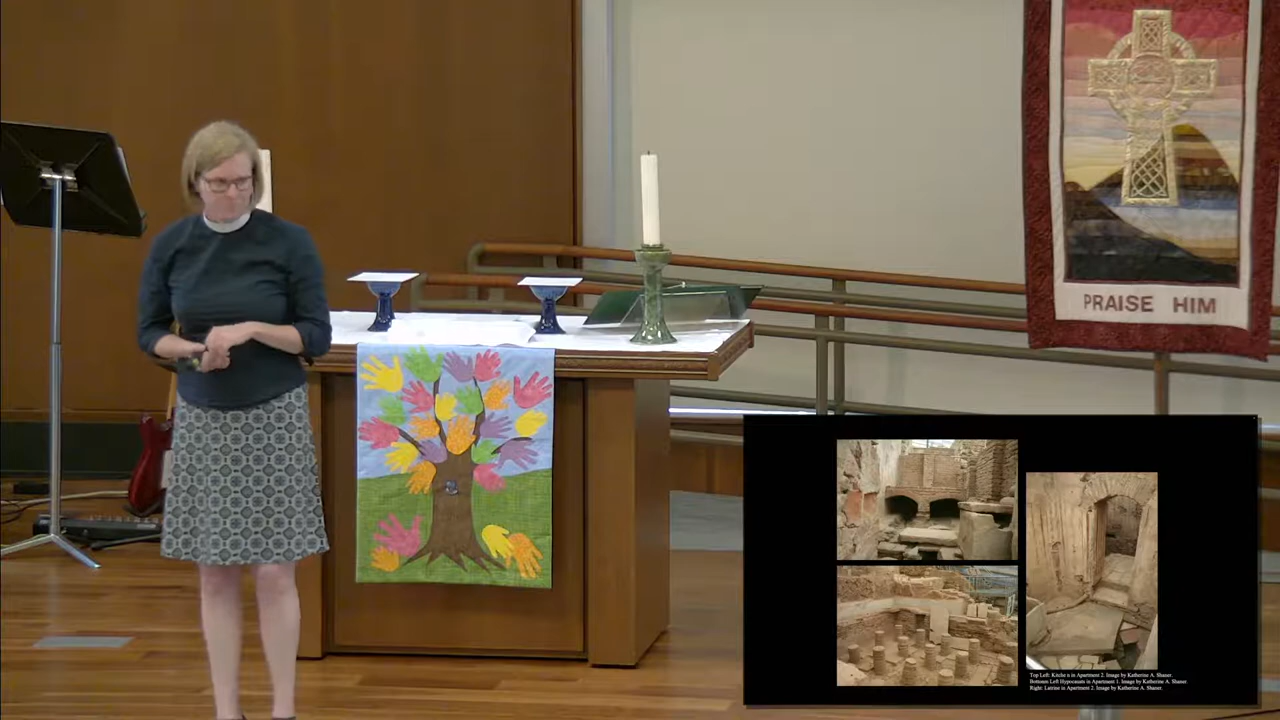 PRAISE HIM
Top Left: Kitchen in Apartment 2. Image by Katherine A. Shaner.
Bottom Left Hypocausts in Apartment 1. Image by Katherine A. Shaner.
Right: Latrine in Apartment 2. Image by Katherine A. Shaner.